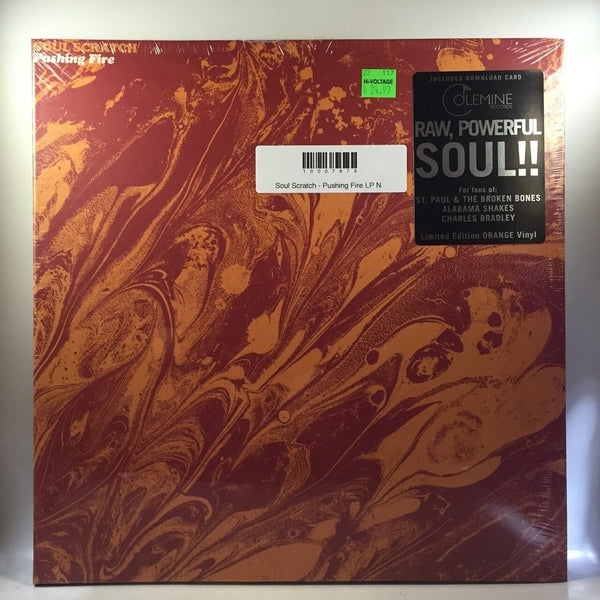 SOUL SCRATCH
Pushing Fire
23 117
HI-VOLTAGE
$ 24.99
10007879
Soul Scratch - Pushing Fire LP N
INCLUDES DOWNLOAD CARD
COLEMINE
RECORDS
RAW, POWERFUL
SOUL!!
For fans of:
ST. PAUL & THE BROKEN BONES
ALABAMA SHAKES
CHARLES BRADLEY
Limited Edition ORANGE Vinyl